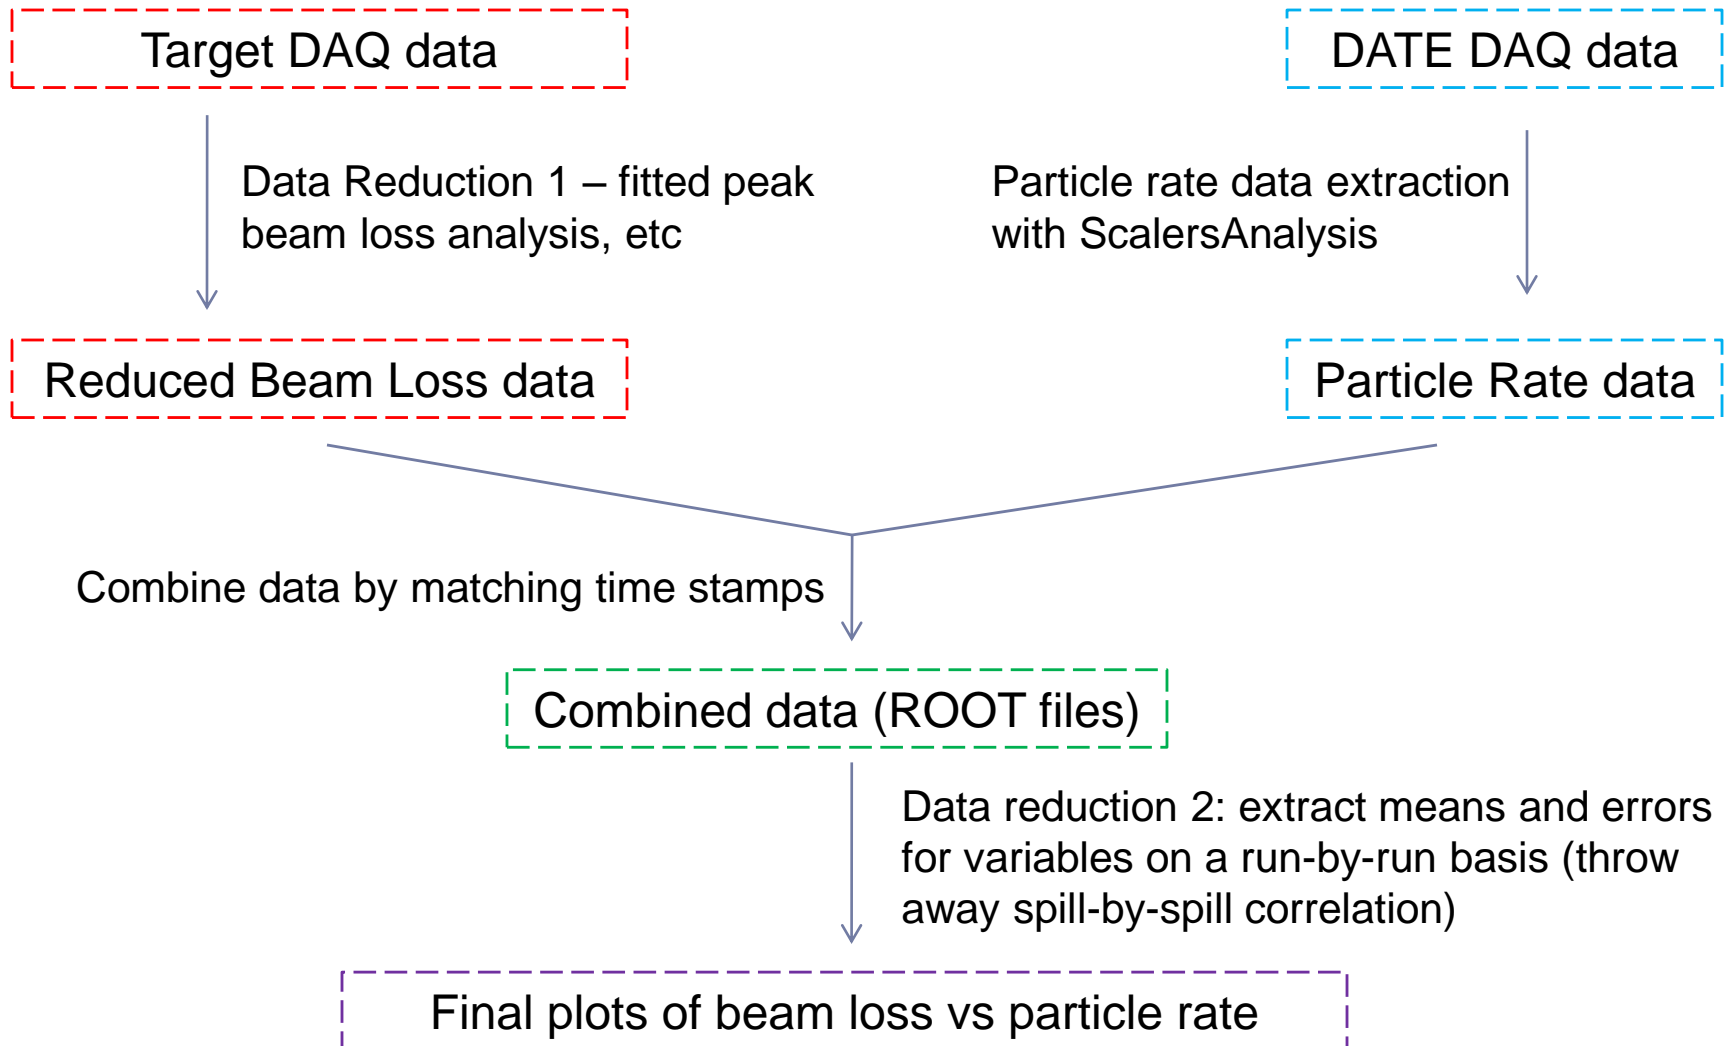 Target DAQ data
DATE DAQ data
Data Reduction 1 – fitted peak
beam loss analysis, etc
Particle rate data extraction
with ScalersAnalysis
Reduced Beam Loss data
Particle Rate data
Combine data by matching time stamps
Combined data (ROOT files)
Data reduction 2: extract means and errors
for variables on a run-by-run basis (throw
away spill-by-spill correlation)
Final plots of beam loss vs particle rate